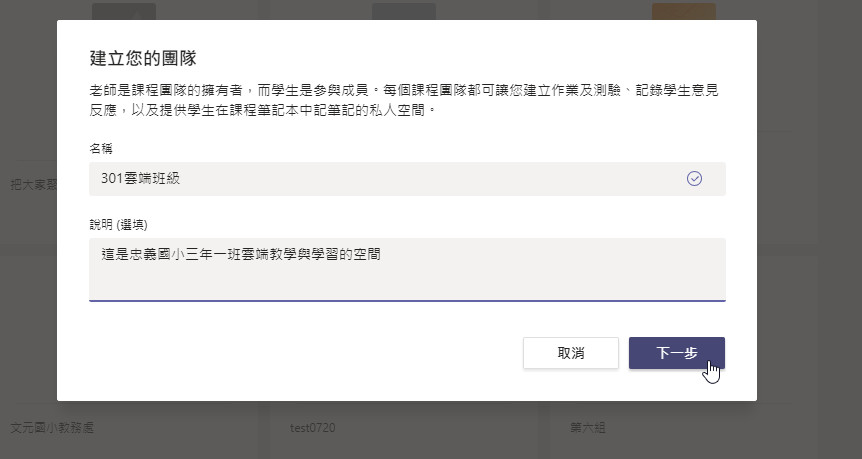 建立您的團隊
老師是課程團隊的擁有者，而學生是參與成員。每個課程團隊都可讓您建立作業及測驗、記錄學生意見
反應，以及提供學生在課程筆記本中記筆記的私人空間。
名稱
301雲端班級
把大家
說明 (選填)
這是忠義國小三年一班雲端教學與學習的空間
取消
下一步
文元國小教務處
test0720
第六組